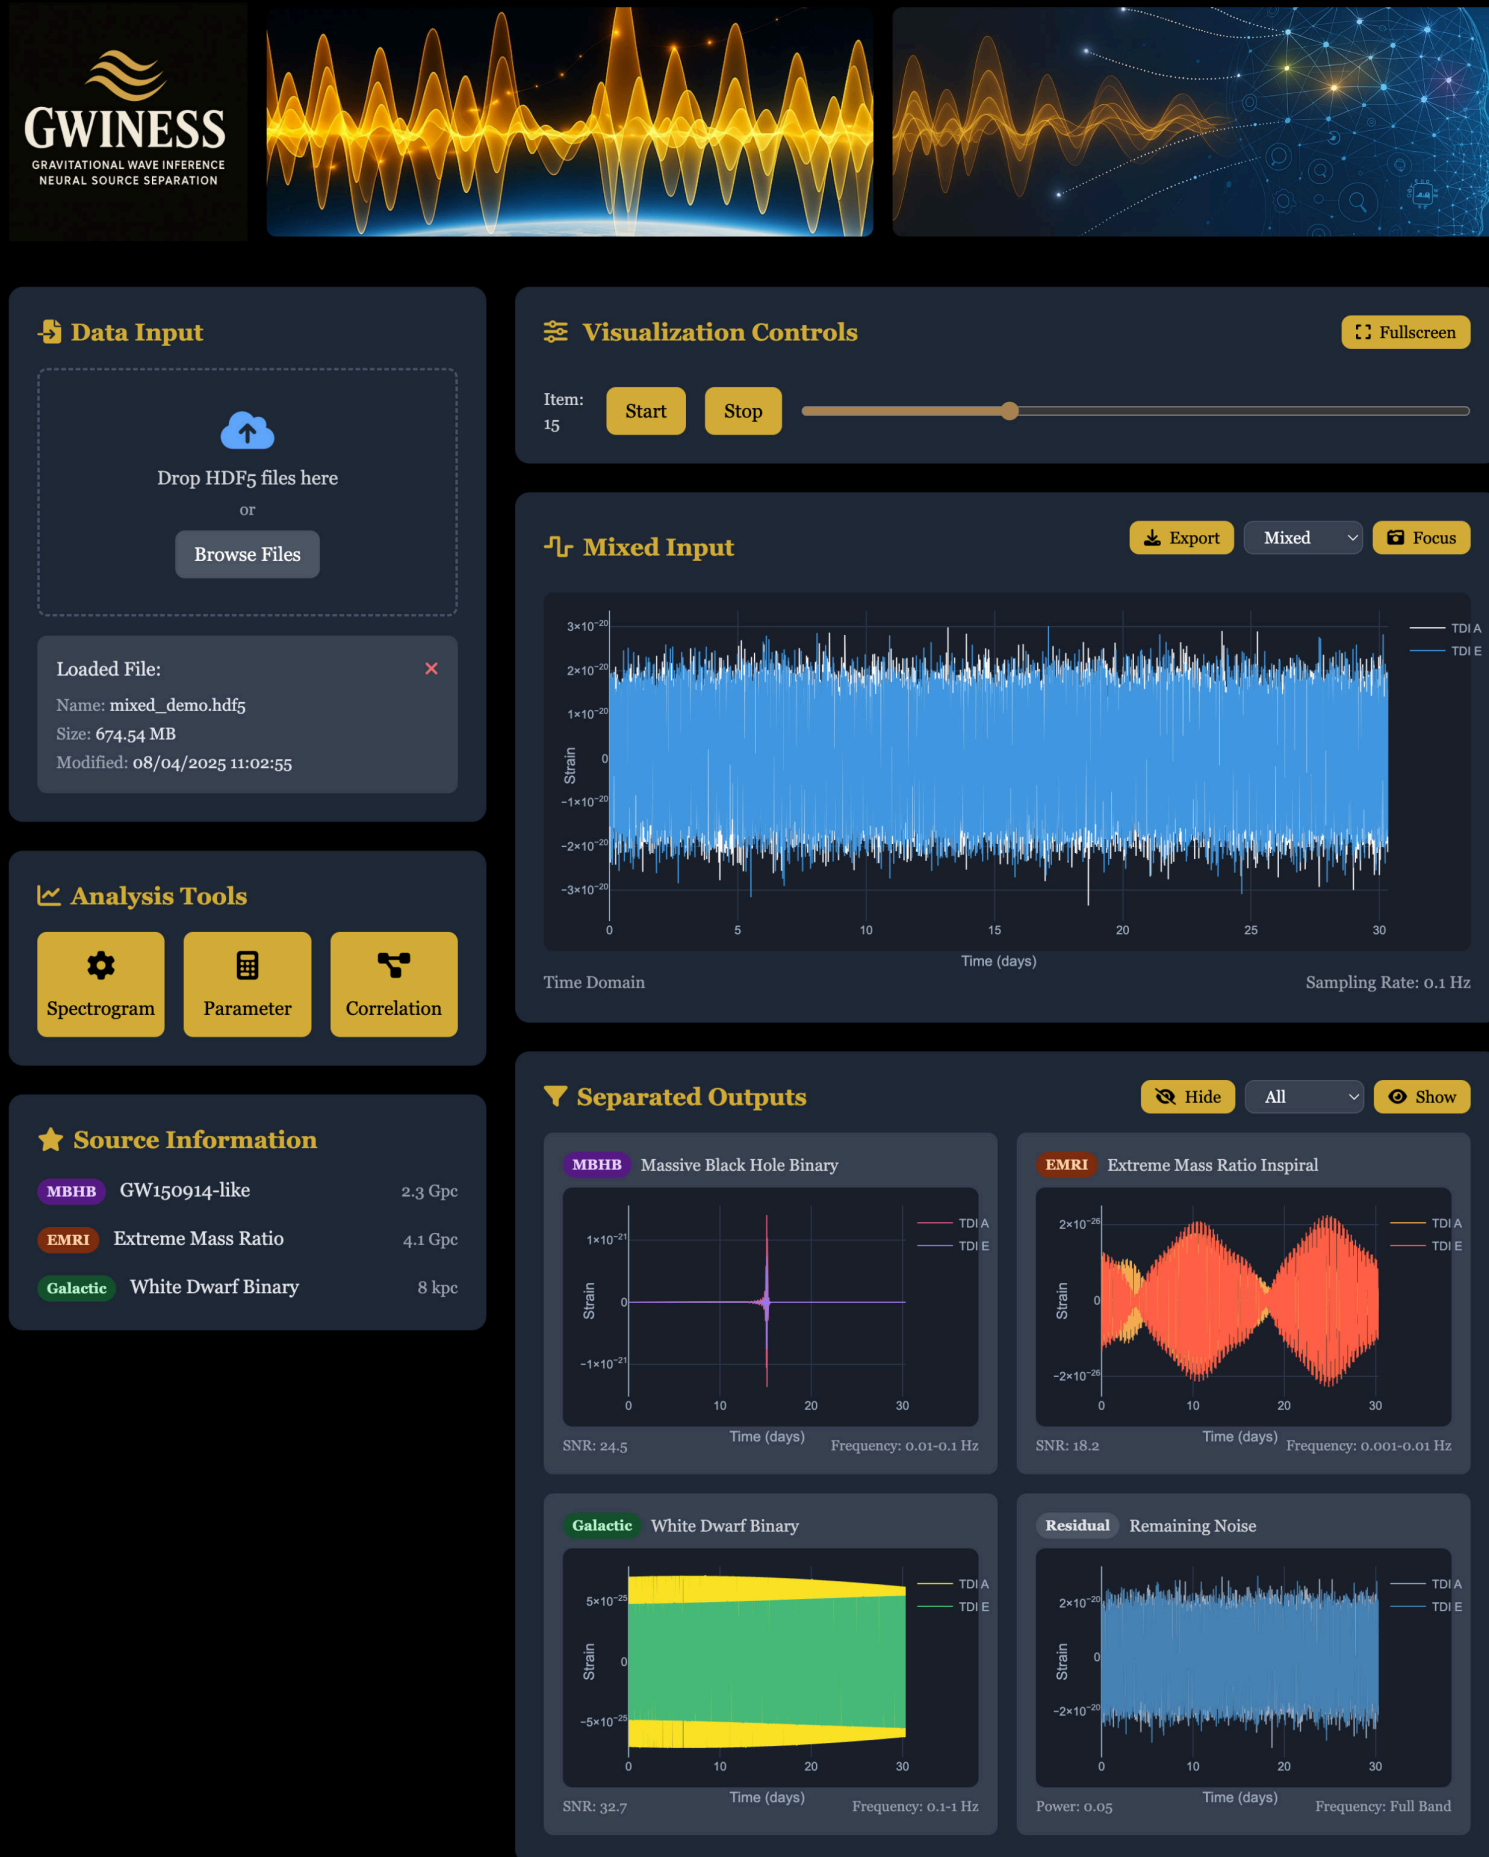 GWINESS
GRAVITATIONAL WAVE INFERENCE
NEURAL SOURCE SEPARATION
Data Input
Drop HDF5 files here
or
Browse Files
Loaded File:
Name: mixed_demo.hdf5
Size: 674.54 MB
Modified: 08/04/2025 11:02:55
Analysis Tools
Spectrogram
Parameter
Correlation
Source Information
MBHB GW150914-like 2.3 Gpc
EMRI Extreme Mass Ratio 4.1 Gpc
Galactic White Dwarf Binary 8 kpc
Visualization Controls
Fullscreen
Item:
15
Start
Stop
Mixed Input
Export
Mixed
Focus
3×10⁻²⁰
2×10⁻²⁰
1×10⁻²⁰
0
−1×10⁻²⁰
−2×10⁻²⁰
−3×10⁻²⁰
Strain
0 5 10 15 20 25 30
Time (days)
TDI A
TDI E
Time Domain
Sampling Rate: 0.1 Hz
Separated Outputs
Hide
All
Show
MBHB Massive Black Hole Binary
1×10⁻²¹
0
−1×10⁻²¹
Strain
0 10 20 30
Time (days)
TDI A
TDI E
SNR: 24.5
Frequency: 0.01-0.1 Hz
EMRI Extreme Mass Ratio Inspiral
2×10⁻²⁶
0
−2×10⁻²⁶
Strain
0 10 20 30
Time (days)
TDI A
TDI E
SNR: 18.2
Frequency: 0.001-0.01 Hz
Galactic White Dwarf Binary
5×10⁻²⁵
0
−5×10⁻²⁵
Strain
0 10 20 30
Time (days)
TDI A
TDI E
SNR: 32.7
Frequency: 0.1-1 Hz
Residual Remaining Noise
2×10⁻²⁰
0
−2×10⁻²⁰
Strain
0 10 20 30
Time (days)
TDI A
TDI E
Power: 0.05
Frequency: Full Band